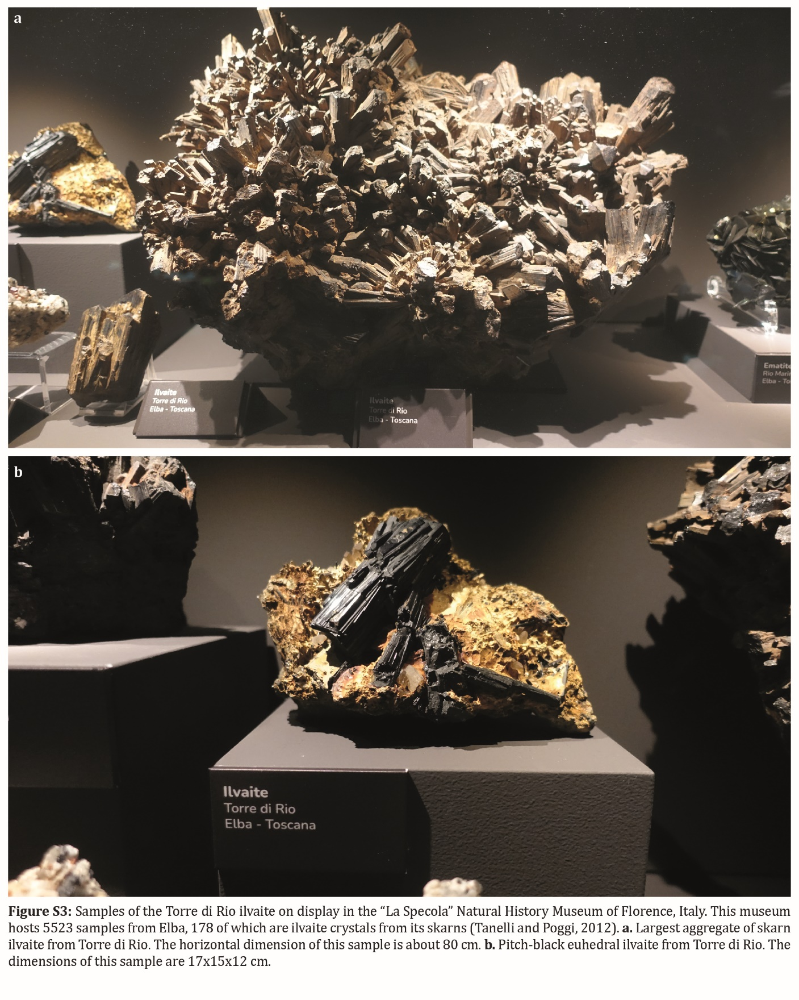 a
Ilvaite
Torre di Rio
Elba - Toscana
Ilvaite
Torre di Rio
Elba - Toscana
Ematite
Rio Marin
Elba - To
b
Ilvaite
Torre di Rio
Elba - Toscana
Figure S3: Samples of the Torre di Rio ilvaite on display in the “La Specola” Natural History Museum of Florence, Italy. This museum
hosts 5523 samples from Elba, 178 of which are ilvaite crystals from its skarns (Tanelli and Poggi, 2012). a. Largest aggregate of skarn
ilvaite from Torre di Rio. The horizontal dimension of this sample is about 80 cm. b. Pitch-black euhedral ilvaite from Torre di Rio. The
dimensions of this sample are 17x15x12 cm.